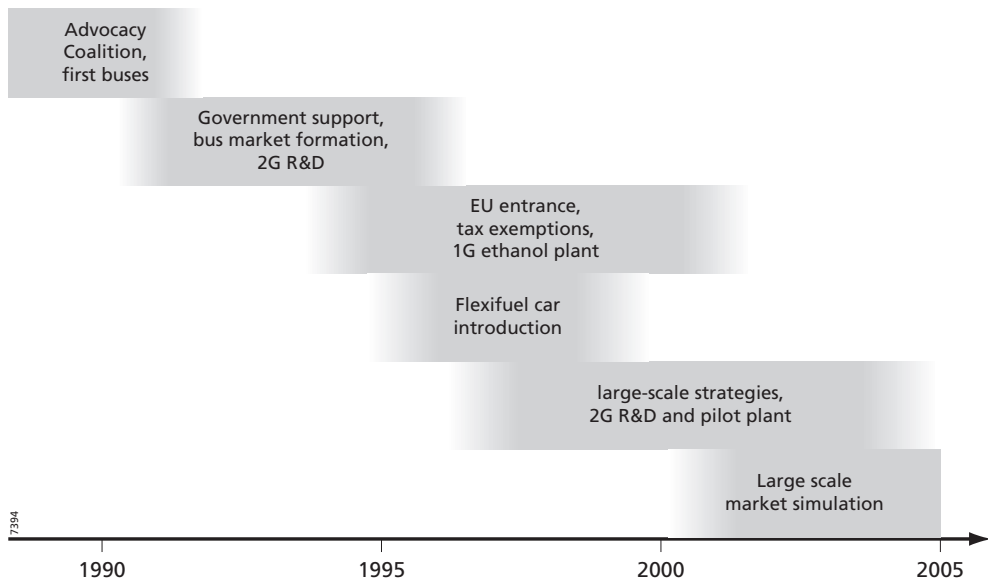 Advocacy
Coalition,
first buses
Government support,
bus market formation,
2G R&D
EU entrance,
tax exemptions,
1G ethanol plant
Flexifuel car
introduction
large-scale strategies,
2G R&D and pilot plant
Large scale
market simulation
7394
1990
1995
2000
2005